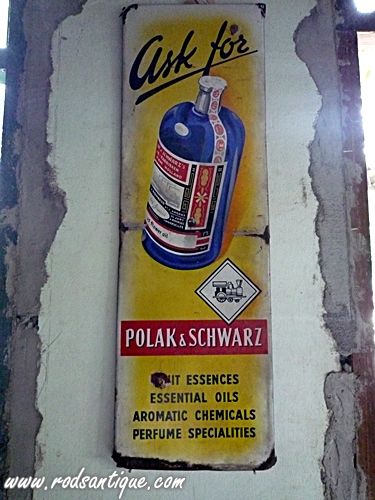 Ask for
POLAK & SCHWARZ
ESSENCES
ESSENTIAL OILS
AROMATIC CHEMICALS
PERFUME SPECIALITIES
www.rodsantique.com